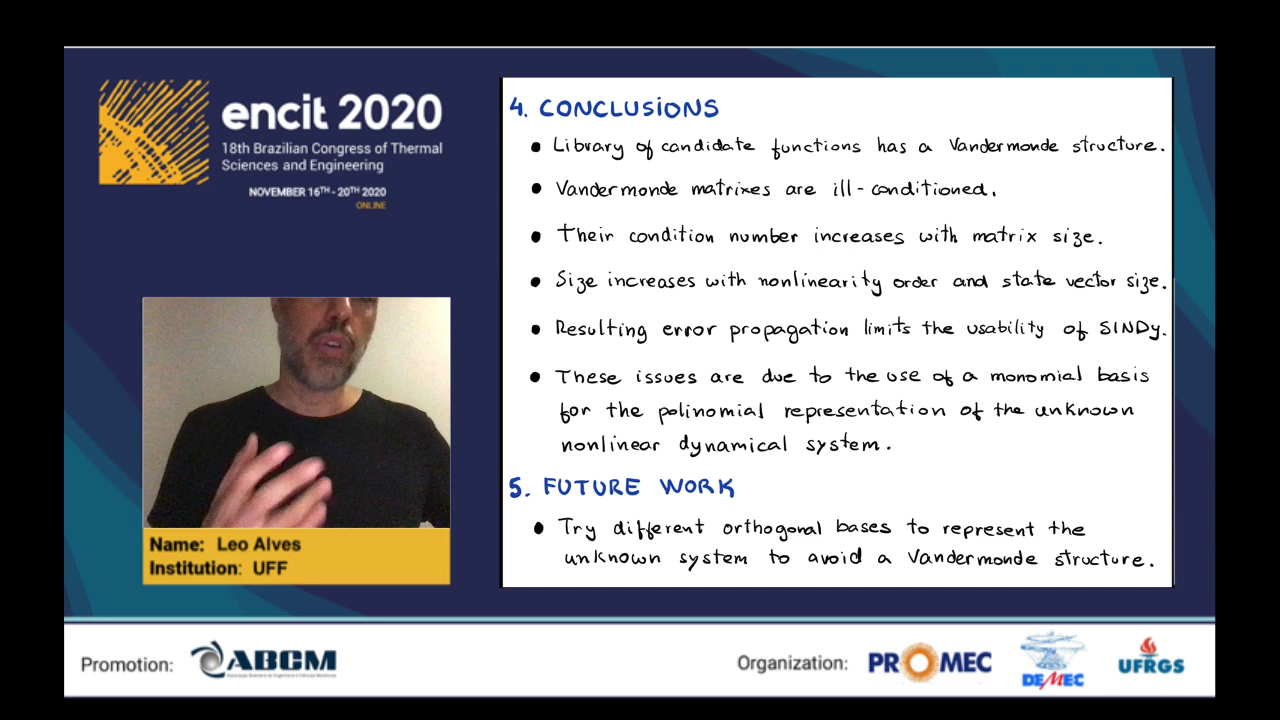 encit 2020
18th Brazilian Congress of Thermal
Sciences and Engineering
NOVEMBER 16TH - 20TH 2020
ONLINE
Name: Leo Alves
Institution: UFF
4. CONCLUSIONS
• Library of candidate functions has a Vandermonde structure.
• Vandermonde matrixes are ill-conditioned.
• Their condition number increases with matrix size.
• Size increases with nonlinearity order and state vector size.
• Resulting error propagation limits the usability of SINDy.
• These issues are due to the use of a monomial basis
for the polinomial representation of the unknown
nonlinear dynamical system.
5. FUTURE WORK
• Try different orthogonal bases to represent the
unknown system to avoid a Vandermonde structure.
Promotion:
ABCM
Organization:
PROMEC
DEMEC
UFRGS